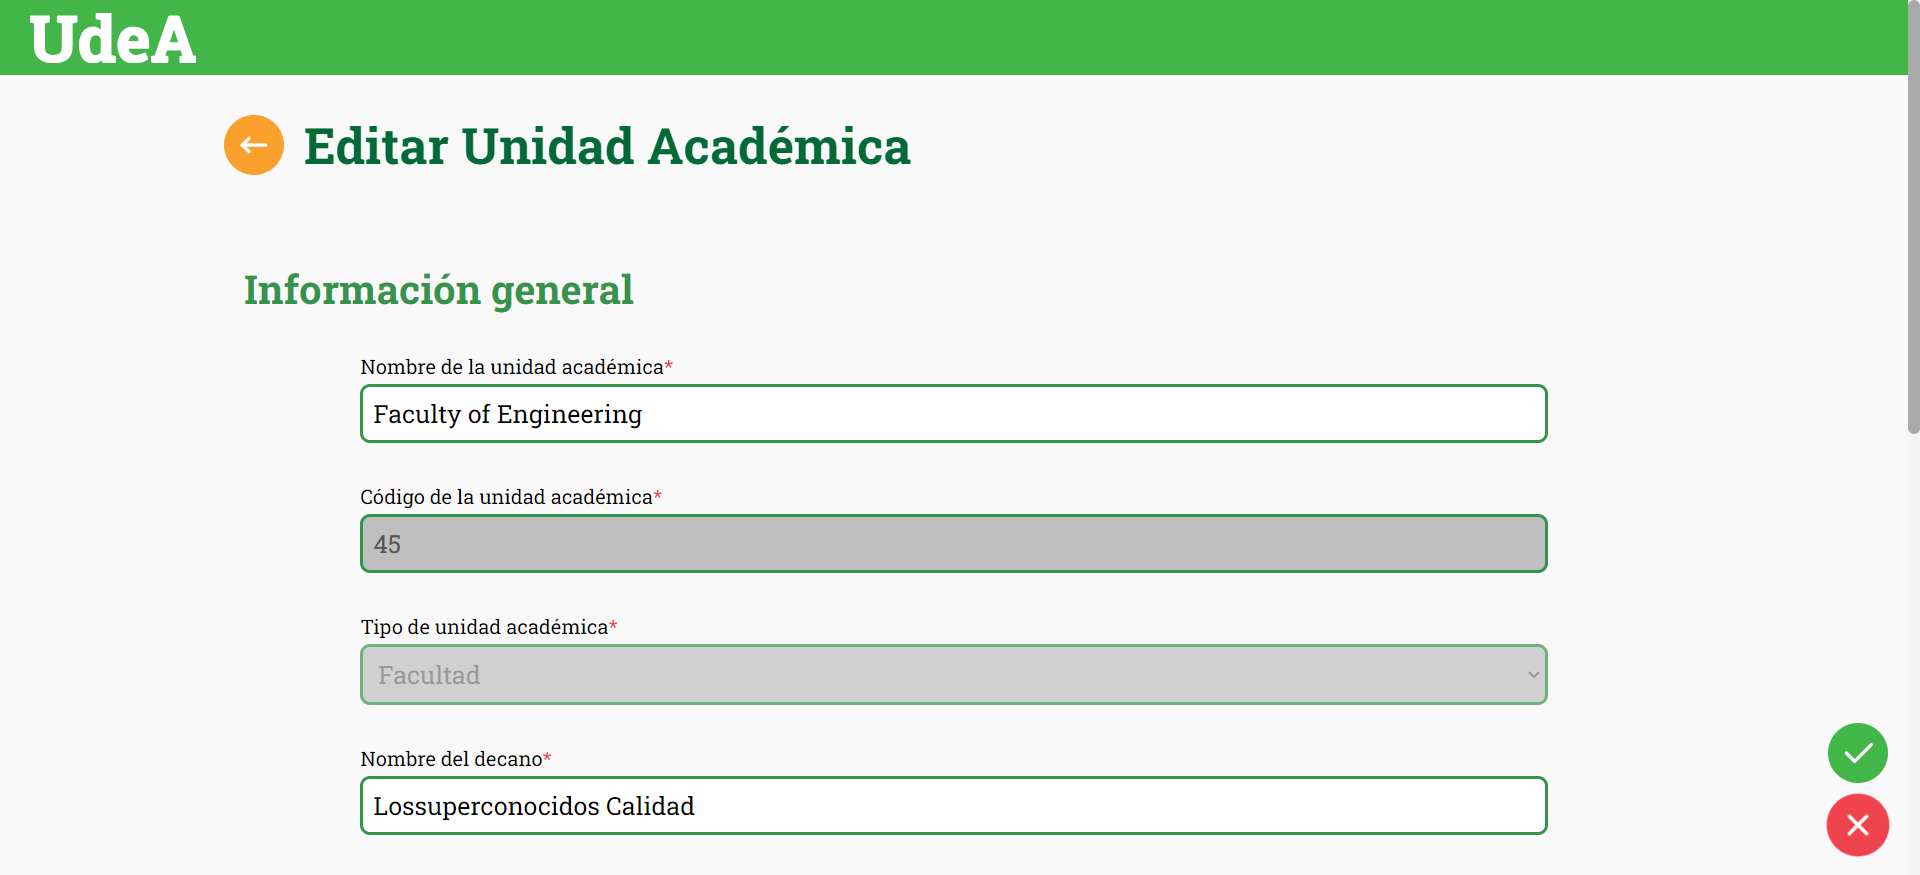 UdeA
Editar Unidad Académica
Información general
Nombre de la unidad académica*
Faculty of Engineering
Código de la unidad académica*
45
Tipo de unidad académica*
Facultad
Nombre del decano*
Lossuperconocidos Calidad